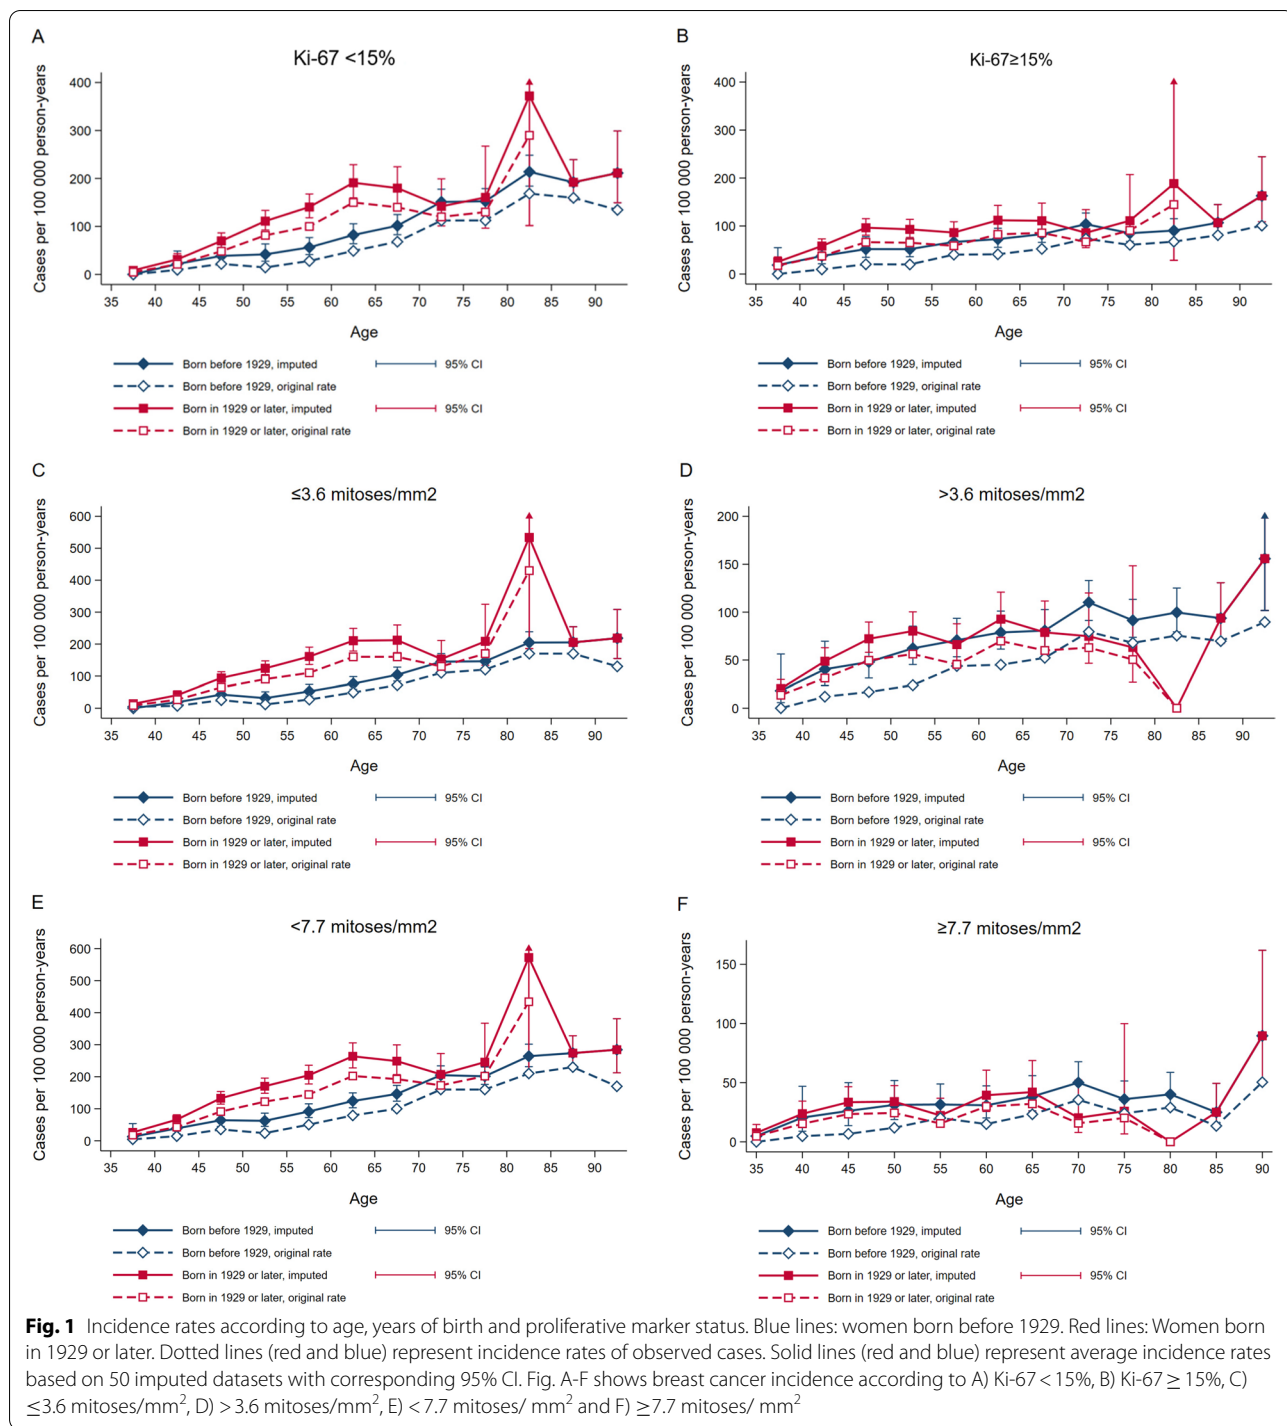 A
Ki-67 <15%
Cases per 100 000 person-years
400
300
200
100
0
35 40 45 50 55 60 65 70 75 80 85 90
Age
Born before 1929, imputed 95% CI
Born before 1929, original rate
Born in 1929 or later, imputed 95% CI
Born in 1929 or later, original rate
B
Ki-67≥15%
Cases per 100 000 person-years
400
300
200
100
0
35 40 45 50 55 60 65 70 75 80 85 90
Age
Born before 1929, imputed 95% CI
Born before 1929, original rate
Born in 1929 or later, imputed 95% CI
Born in 1929 or later, original rate
C
≤3.6 mitoses/mm2
Cases per 100 000 person-years
600
500
400
300
200
100
0
35 40 45 50 55 60 65 70 75 80 85 90
Age
Born before 1929, imputed 95% CI
Born before 1929, original rate
Born in 1929 or later, imputed 95% CI
Born in 1929 or later, original rate
D
>3.6 mitoses/mm2
Cases per 100 000 person-years
200
150
100
50
0
35 40 45 50 55 60 65 70 75 80 85 90
Age
Born before 1929, imputed 95% CI
Born before 1929, original rate
Born in 1929 or later, imputed 95% CI
Born in 1929 or later, original rate
E
<7.7 mitoses/mm2
Cases per 100 000 person-years
600
500
400
300
200
100
0
35 40 45 50 55 60 65 70 75 80 85 90
Age
Born before 1929, imputed 95% CI
Born before 1929, original rate
Born in 1929 or later, imputed 95% CI
Born in 1929 or later, original rate
F
≥7.7 mitoses/mm2
Cases per 100 000 person-years
150
100
50
0
35 40 45 50 55 60 65 70 75 80 85 90
Age
Born before 1929, imputed 95% CI
Born before 1929, original rate
Born in 1929 or later, imputed 95% CI
Born in 1929 or later, original rate
Fig. 1 Incidence rates according to age, years of birth and proliferative marker status. Blue lines: women born before 1929. Red lines: Women born
in 1929 or later. Dotted lines (red and blue) represent incidence rates of observed cases. Solid lines (red and blue) represent average incidence rates
based on 50 imputed datasets with corresponding 95% CI. Fig. A-F shows breast cancer incidence according to A) Ki-67 < 15%, B) Ki-67 ≥ 15%, C)
≤3.6 mitoses/mm², D) > 3.6 mitoses/mm², E) < 7.7 mitoses/ mm² and F) ≥7.7 mitoses/ mm²